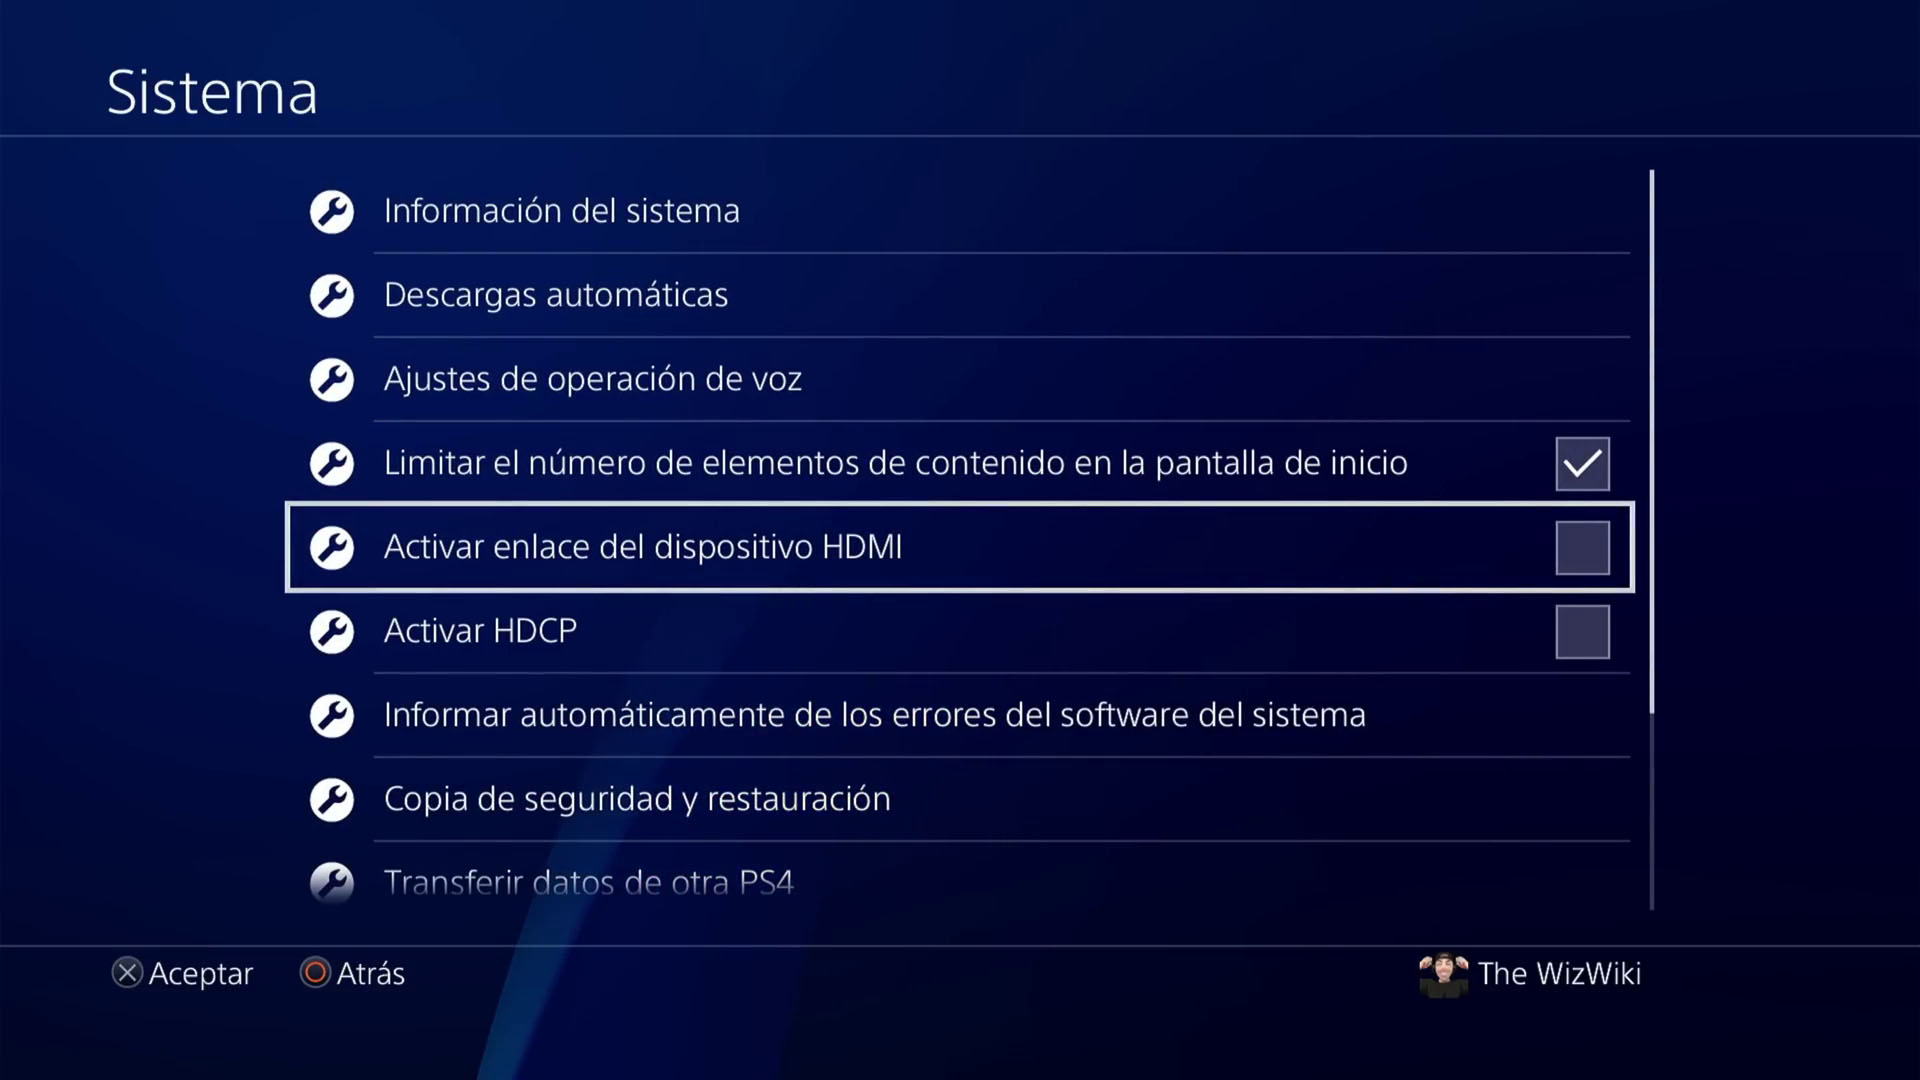 Sistema
Información del sistema
Descargas automáticas
Ajustes de operación de voz
Limitar el número de elementos de contenido en la pantalla de inicio
Activar enlace del dispositivo HDMI
Activar HDCP
Informar automáticamente de los errores del software del sistema
Copia de seguridad y restauración
Transferir datos de otra PS4
Aceptar Atrás The WizWiki